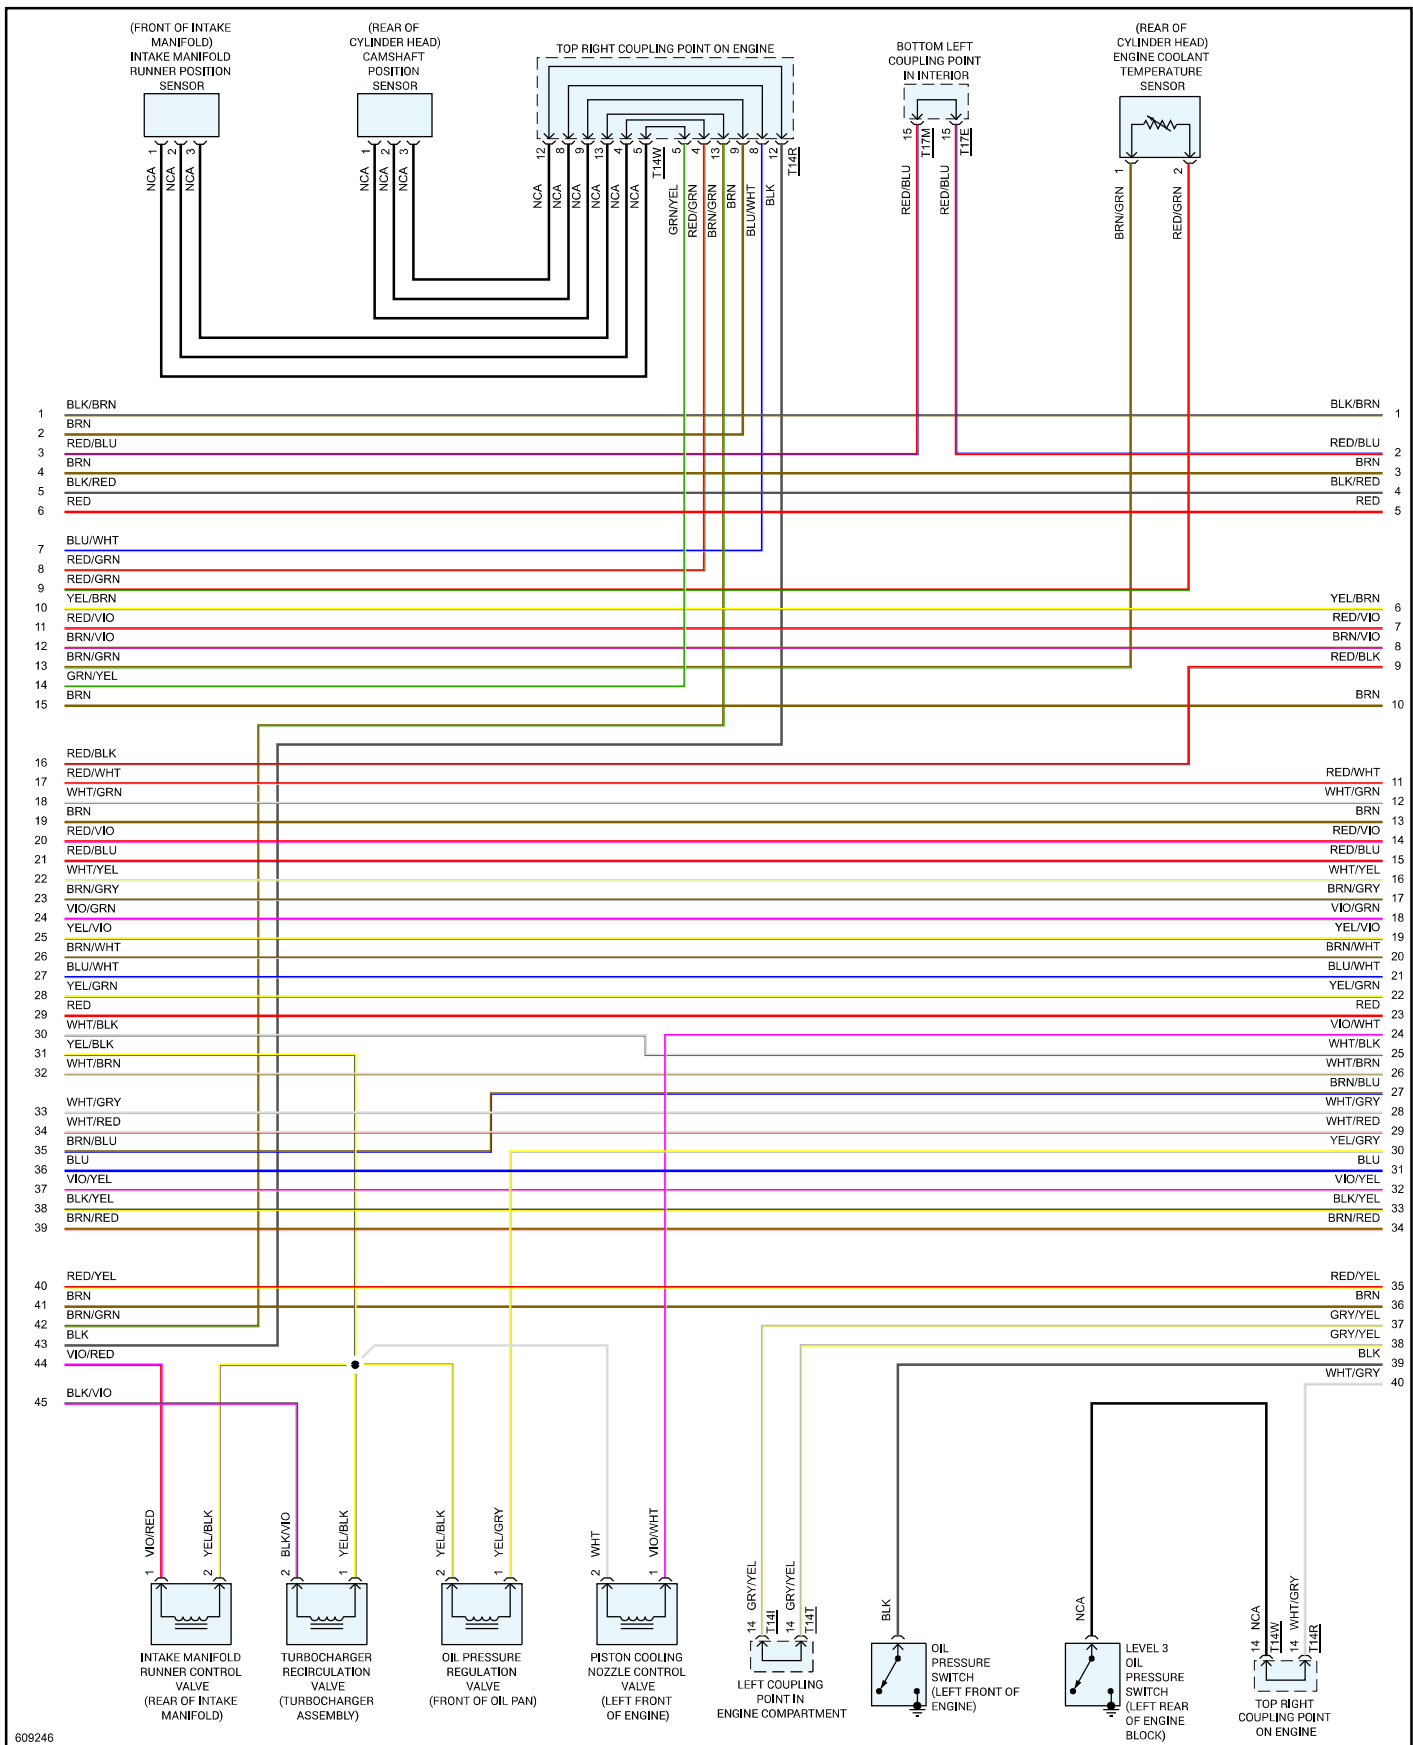 (FRONT OF INTAKE
MANIFOLD)
INTAKE MANIFOLD
RUNNER POSITION
SENSOR
(REAR OF
CYLINDER HEAD)
CAMSHAFT
POSITION
SENSOR
TOP RIGHT COUPLING POINT ON ENGINE
BOTTOM LEFT
COUPLING POINT
IN INTERIOR
(REAR OF
CYLINDER HEAD)
ENGINE COOLANT
TEMPERATURE
SENSOR
NCA 1
NCA 2
NCA 3
NCA 1
NCA 2
NCA 3
NCA 12
NCA 8
NCA 9
NCA 13
NCA 4
NCA 5
T14W
GRN/YEL 5
RED/GRN 4
BRN/GRN 13
BRN 9
BLU/WHT 8
BLK 12
T14R
RED/BLU 15
T17M
RED/BLU 15
T17E
BRN/GRN 1
RED/GRN 2
1 BLK/BRN BLK/BRN 1
2 BRN
3 RED/BLU RED/BLU 2
4 BRN BRN 3
5 BLK/RED BLK/RED 4
6 RED RED 5
7 BLU/WHT
8 RED/GRN
9 RED/GRN
10 YEL/BRN YEL/BRN 6
11 RED/VIO RED/VIO 7
12 BRN/VIO BRN/VIO 8
13 BRN/GRN RED/BLK 9
14 GRN/YEL
15 BRN BRN 10
16 RED/BLK
17 RED/WHT RED/WHT 11
18 WHT/GRN WHT/GRN 12
19 BRN BRN 13
20 RED/VIO RED/VIO 14
21 RED/BLU RED/BLU 15
22 WHT/YEL WHT/YEL 16
23 BRN/GRY BRN/GRY 17
24 VIO/GRN VIO/GRN 18
25 YEL/VIO YEL/VIO 19
26 BRN/WHT BRN/WHT 20
27 BLU/WHT BLU/WHT 21
28 YEL/GRN YEL/GRN 22
29 RED RED 23
30 WHT/BLK VIO/WHT 24
31 YEL/BLK WHT/BLK 25
32 WHT/BRN WHT/BRN 26
BRN/BLU 27
33 WHT/GRY WHT/GRY 28
34 WHT/RED WHT/RED 29
35 BRN/BLU YEL/GRY 30
36 BLU BLU 31
37 VIO/YEL VIO/YEL 32
38 BLK/YEL BLK/YEL 33
39 BRN/RED BRN/RED 34
40 RED/YEL RED/YEL 35
41 BRN BRN 36
42 BRN/GRN GRY/YEL 37
43 BLK GRY/YEL 38
44 VIO/RED BLK 39
WHT/GRY 40
45 BLK/VIO
1 VIO/RED
2 YEL/BLK
2 BLK/VIO
1 YEL/BLK
2 YEL/BLK
1 YEL/GRY
2 WHT
1 VIO/WHT
14 GRY/YEL
T14I
14 GRY/YEL
T14T
BLK
NCA
14 NCA
T14W
14 WHT/GRY
T14R
INTAKE MANIFOLD
RUNNER CONTROL
VALVE
(REAR OF INTAKE
MANIFOLD)
TURBOCHARGER
RECIRCULATION
VALVE
(TURBOCHARGER
ASSEMBLY)
OIL PRESSURE
REGULATION
VALVE
(FRONT OF OIL PAN)
PISTON COOLING
NOZZLE CONTROL
VALVE
(LEFT FRONT
OF ENGINE)
LEFT COUPLING
POINT IN
ENGINE COMPARTMENT
OIL
PRESSURE
SWITCH
(LEFT FRONT OF
ENGINE)
LEVEL 3
OIL
PRESSURE
SWITCH
(LEFT REAR
OF ENGINE
BLOCK)
TOP RIGHT
COUPLING POINT
ON ENGINE
609246